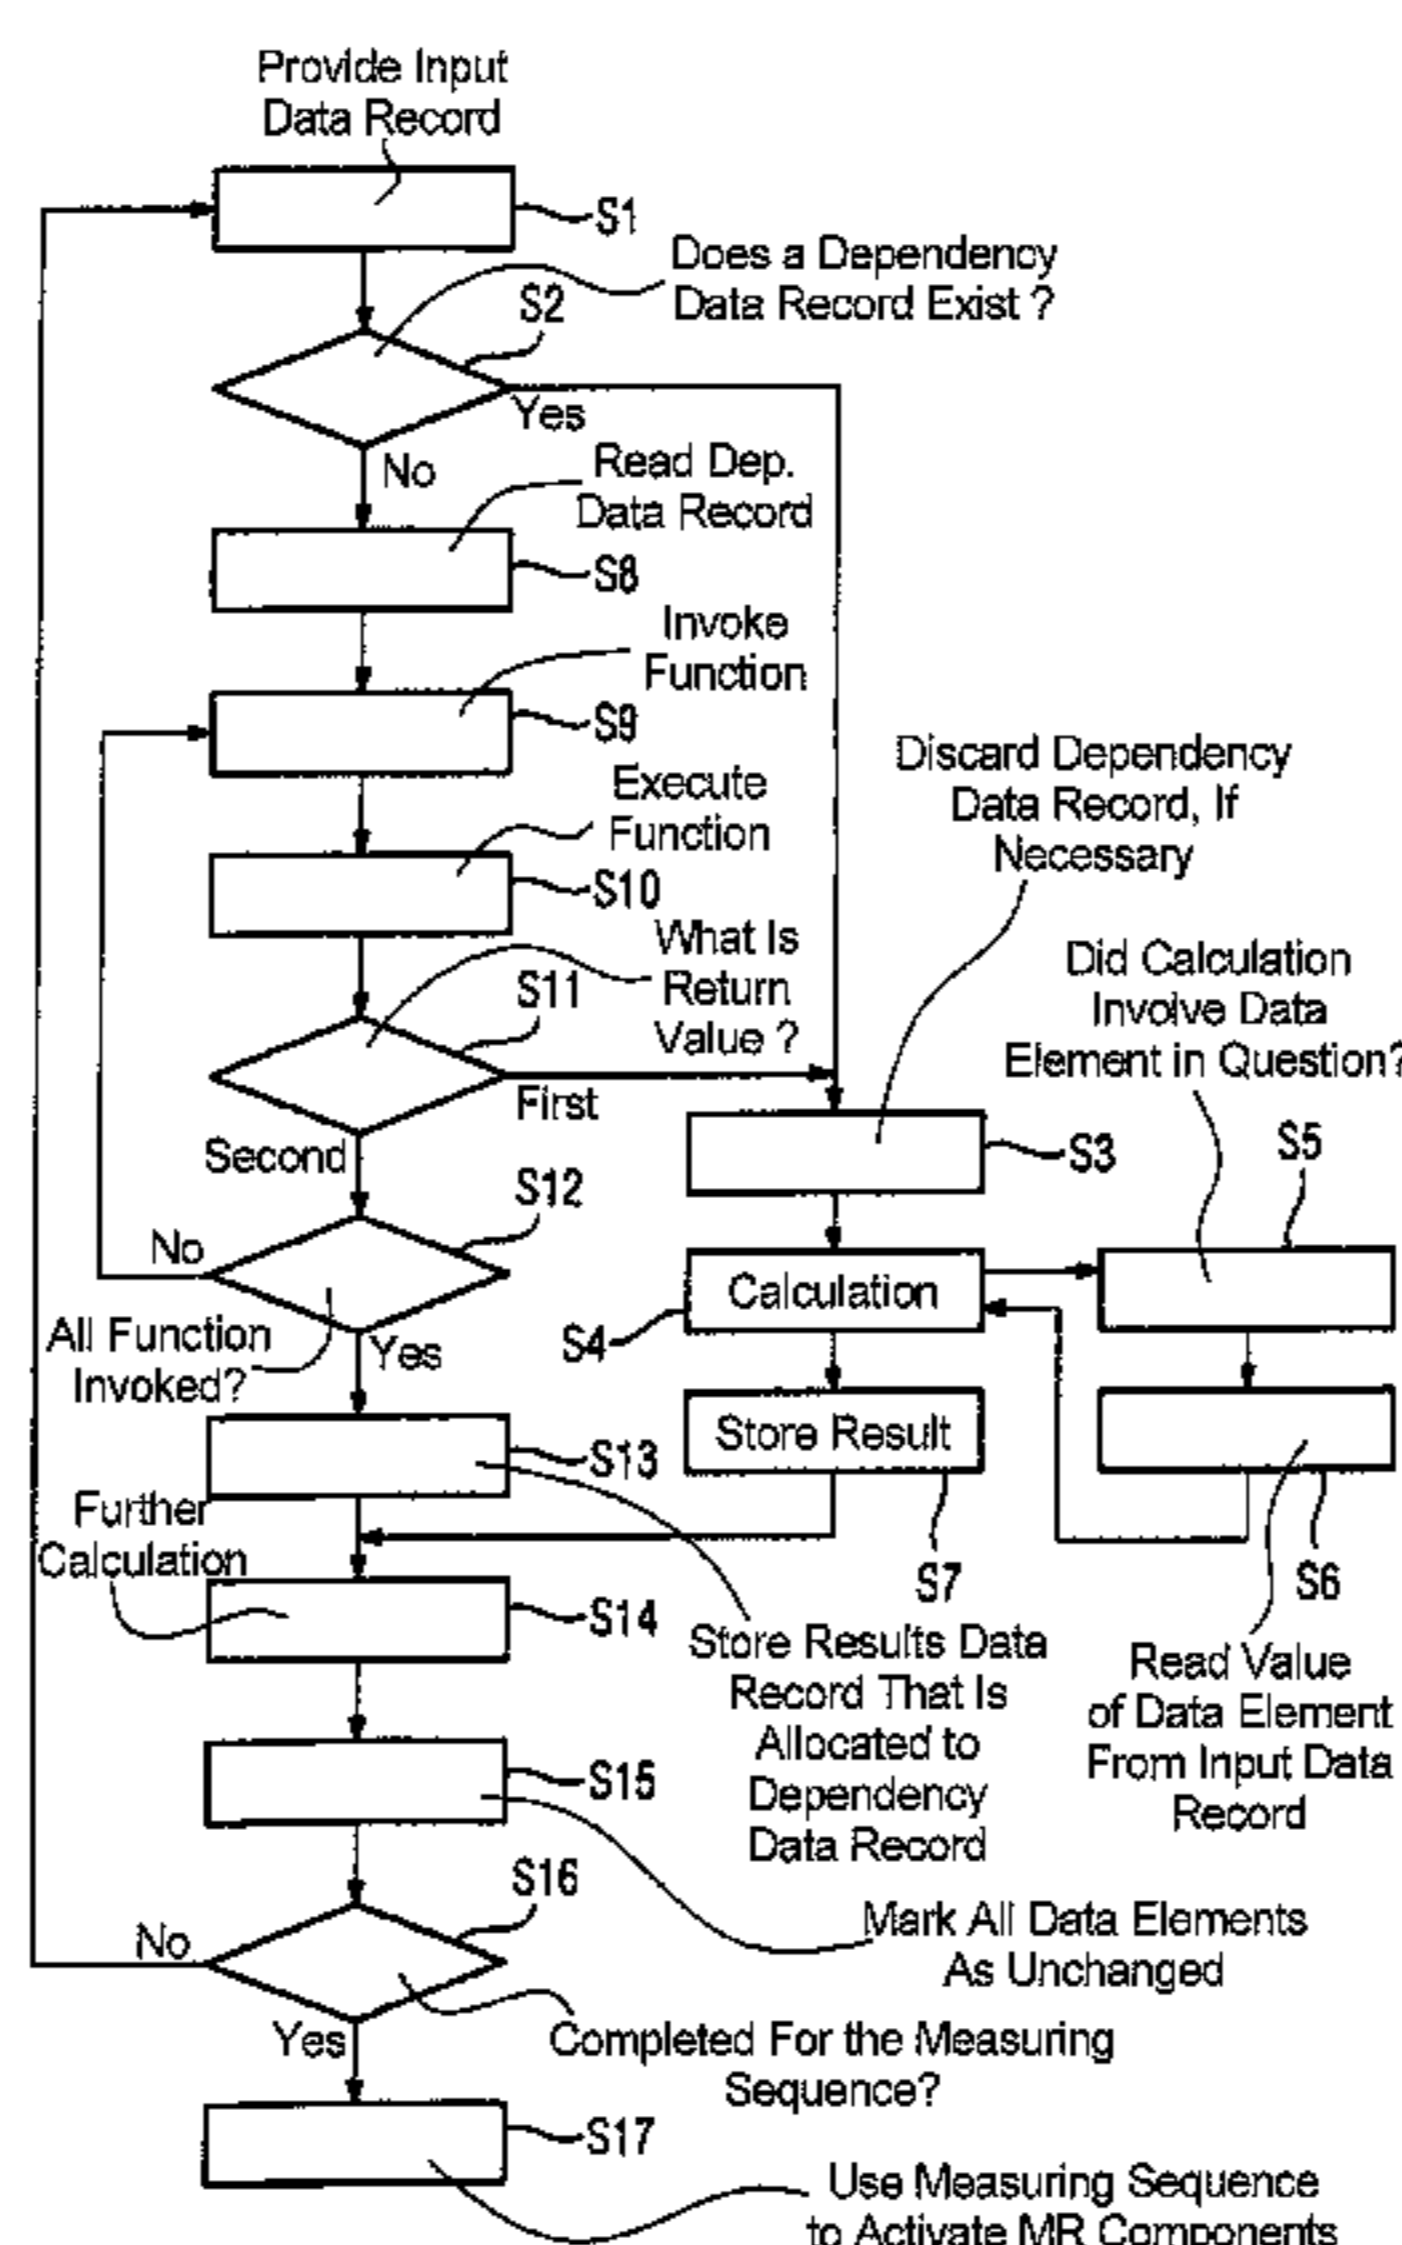 Provide Input
Data Record
S1
Does a Dependency
Data Record Exist ?
S2
Yes
No
Read Dep.
Data Record
S8
Invoke
Function
S9
Execute
Function
S10
Discard Dependency
Data Record, If
Necessary
What Is
Return
Value ?
S11
First
Second
Did Calculation
Involve Data
Element in Question?
S3
S5
S12
No
All Function
Invoked?
Yes
Calculation
S4
Store Result
S13
Further
Calculation
S7
S6
S14
Store Results Data
Record That Is
Allocated to
Dependency
Data Record
Read Value
of Data Element
From Input Data
Record
S15
S16
Mark All Data Elements
As Unchanged
No
Yes
Completed For the Measuring
Sequence?
S17
Use Measuring Sequence
to Activate MR Components